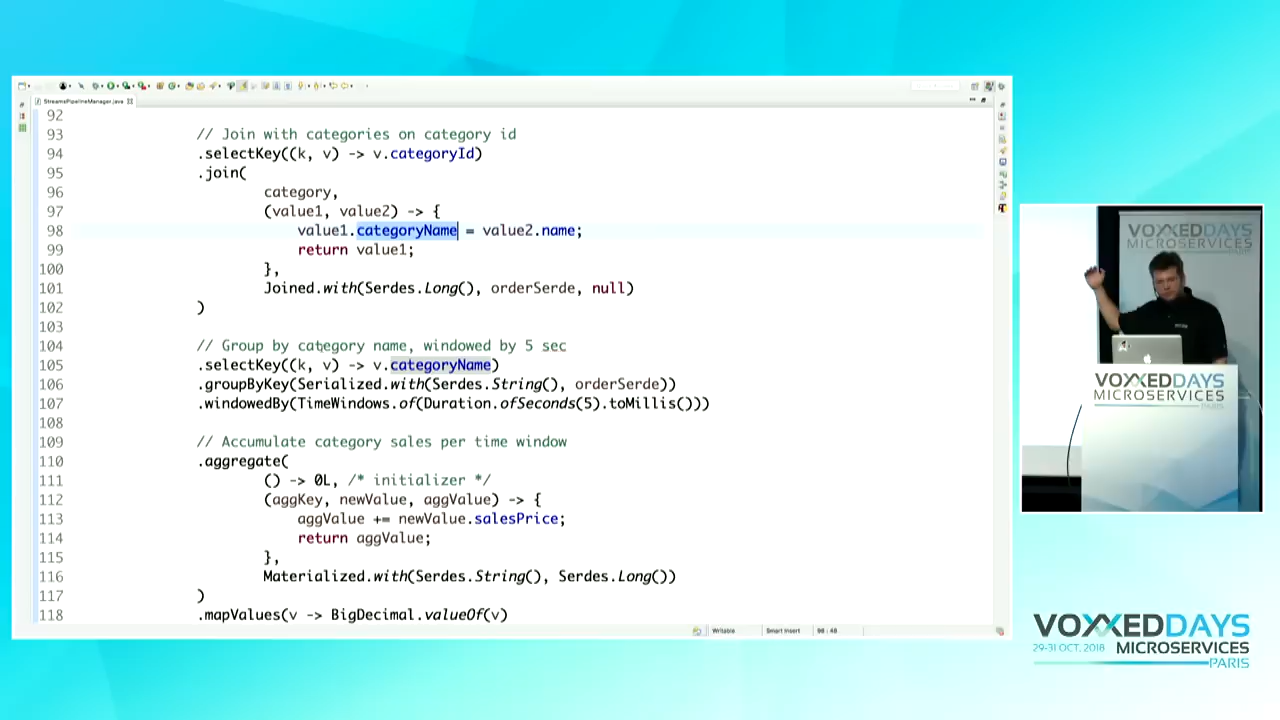 StreamsPipelineManager.java
92
93 // Join with categories on category id
94 .selectKey((k, v) -> v.categoryId)
95 .join(
96 category,
97 (value1, value2) -> {
98 value1.categoryName = value2.name;
99 return value1;
100 },
101 Joined.with(Serdes.Long(), orderSerde, null)
102 )
103
104 // Group by category name, windowed by 5 sec
105 .selectKey((k, v) -> v.categoryName)
106 .groupByKey(Serialized.with(Serdes.String(), orderSerde))
107 .windowedBy(TimeWindows.of(Duration.ofSeconds(5).toMillis()))
108
109 // Accumulate category sales per time window
110 .aggregate(
111 () -> 0L, /* initializer */
112 (aggKey, newValue, aggValue) -> {
113 aggValue += newValue.salesPrice;
114 return aggValue;
115 },
116 Materialized.with(Serdes.String(), Serdes.Long())
117 )
118 .mapValues(v -> BigDecimal.valueOf(v)
Writable Smart Insert 98 : 48
VOXXEDDAYS
MICROSERVICES
VOXXEDDAYS
MICROSERVICES
PARIS
VOXXEDDAYS
29-31 OCT, 2018 MICROSERVICES
PARIS